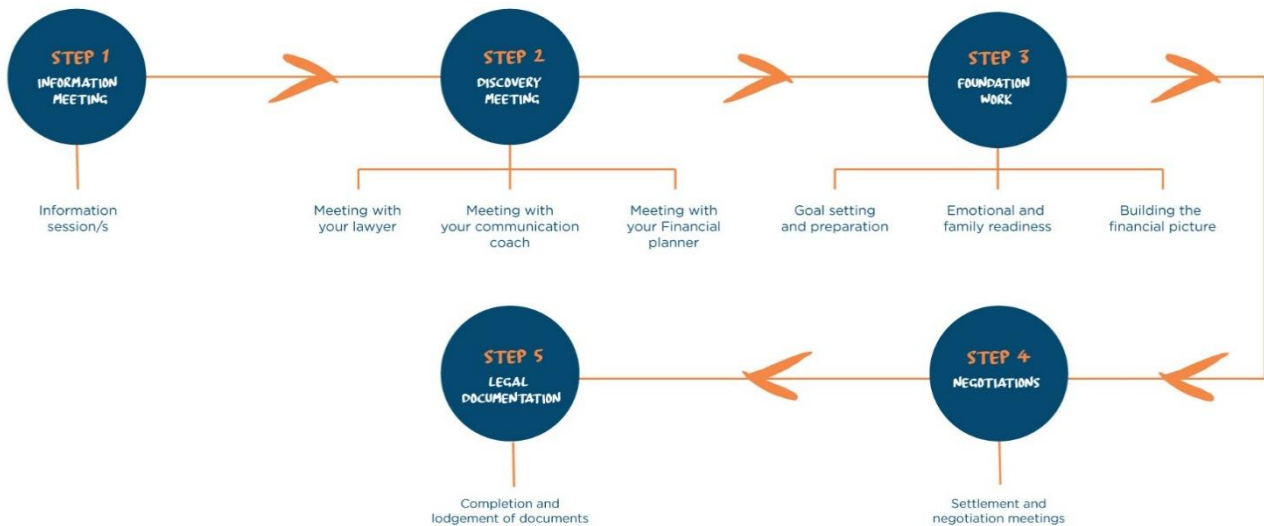 STEP 1
INFORMATION
MEETING
Information
session/s
STEP 2
DISCOVERY
MEETING
Meeting with
your lawyer
Meeting with
your communication
coach
Meeting with
your Financial
planner
STEP 3
FOUNDATION
WORK
Goal setting
and preparation
Emotional and
family readiness
Building the
financial picture
STEP 4
NEGOTIATIONS
Settlement and
negotiation meetings
STEP 5
LEGAL
DOCUMENTATION
Completion and
lodgement of documents